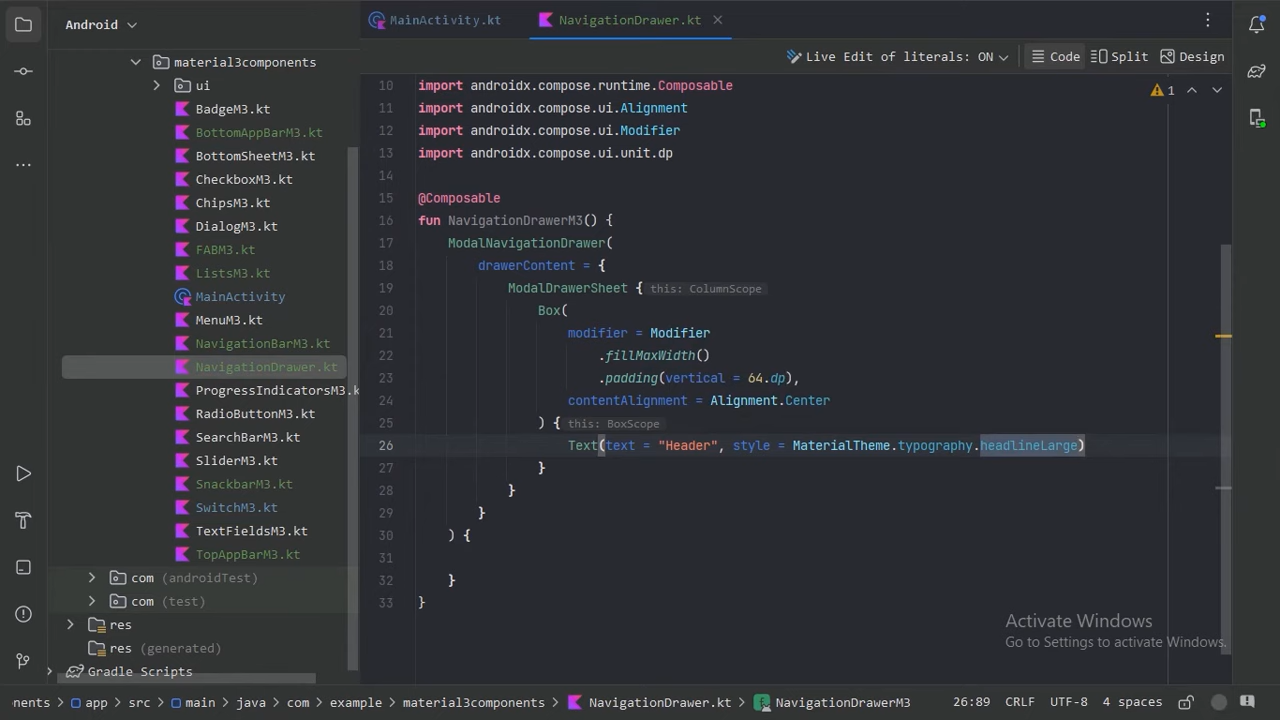 Android
MainActivity.kt
NavigationDrawer.kt
Live Edit of literals: ON
Code
Split
Design
1
material3components
ui
BadgeM3.kt
BottomAppBarM3.kt
BottomSheetM3.kt
CheckboxM3.kt
ChipsM3.kt
DialogM3.kt
FABM3.kt
ListsM3.kt
MainActivity
MenuM3.kt
NavigationBarM3.kt
NavigationDrawer.kt
ProgressIndicatorsM3.k
RadioButtonM3.kt
SearchBarM3.kt
SliderM3.kt
SnackbarM3.kt
SwitchM3.kt
TextFieldsM3.kt
TopAppBarM3.kt
com (androidTest)
com (test)
res
res (generated)
Gradle Scripts
10 import androidx.compose.runtime.Composable
11 import androidx.compose.ui.Alignment
12 import androidx.compose.ui.Modifier
13 import androidx.compose.ui.unit.dp
14
15 @Composable
16 fun NavigationDrawerM3() {
17 ModalNavigationDrawer(
18 drawerContent = {
19 ModalDrawerSheet { this: ColumnScope
20 Box(
21 modifier = Modifier
22 .fillMaxWidth()
23 .padding(vertical = 64.dp),
24 contentAlignment = Alignment.Center
25 ) { this: BoxScope
26 Text(text = "Header", style = MaterialTheme.typography.headlineLarge)
27 }
28 }
29 }
30 ) {
31
32 }
33 }
Activate Windows
Go to Settings to activate Windows.
nents app src main java com example material3components NavigationDrawer.kt NavigationDrawerM3 26:89 CRLF UTF-8 4 spaces